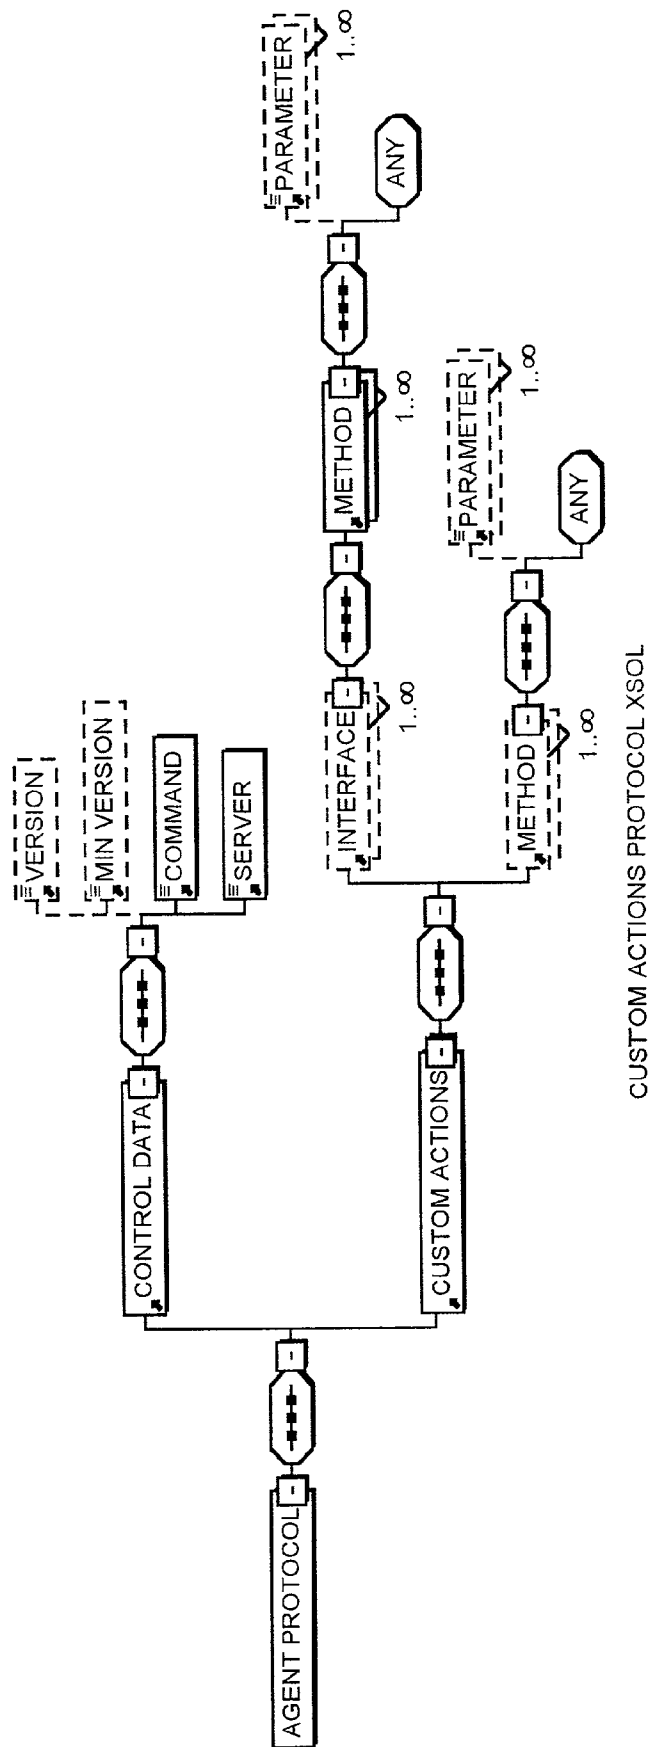 AGENT PROTOCOL
CONTROL DATA
VERSION
MIN VERSION
COMMAND
SERVER
CUSTOM ACTIONS
INTERFACE
1..∞
METHOD
1..∞
PARAMETER
1..∞
ANY
METHOD
1..∞
PARAMETER
1..∞
ANY
CUSTOM ACTIONS PROTOCOL XSOL